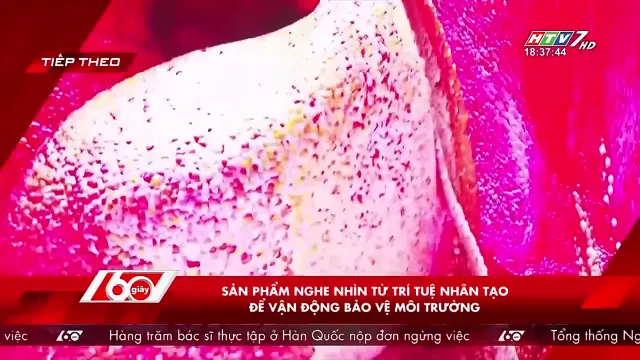 TIẾP THEO
HTV7 HD
18:37:44
60 giây
SẢN PHẨM NGHE NHÌN TỪ TRÍ TUỆ NHÂN TẠO
ĐỂ VẬN ĐỘNG BẢO VỆ MÔI TRƯỜNG
việc 60 Hàng trăm bác sĩ thực tập ở Hàn Quốc nộp đơn ngừng việc 60 Tổng thống Ng